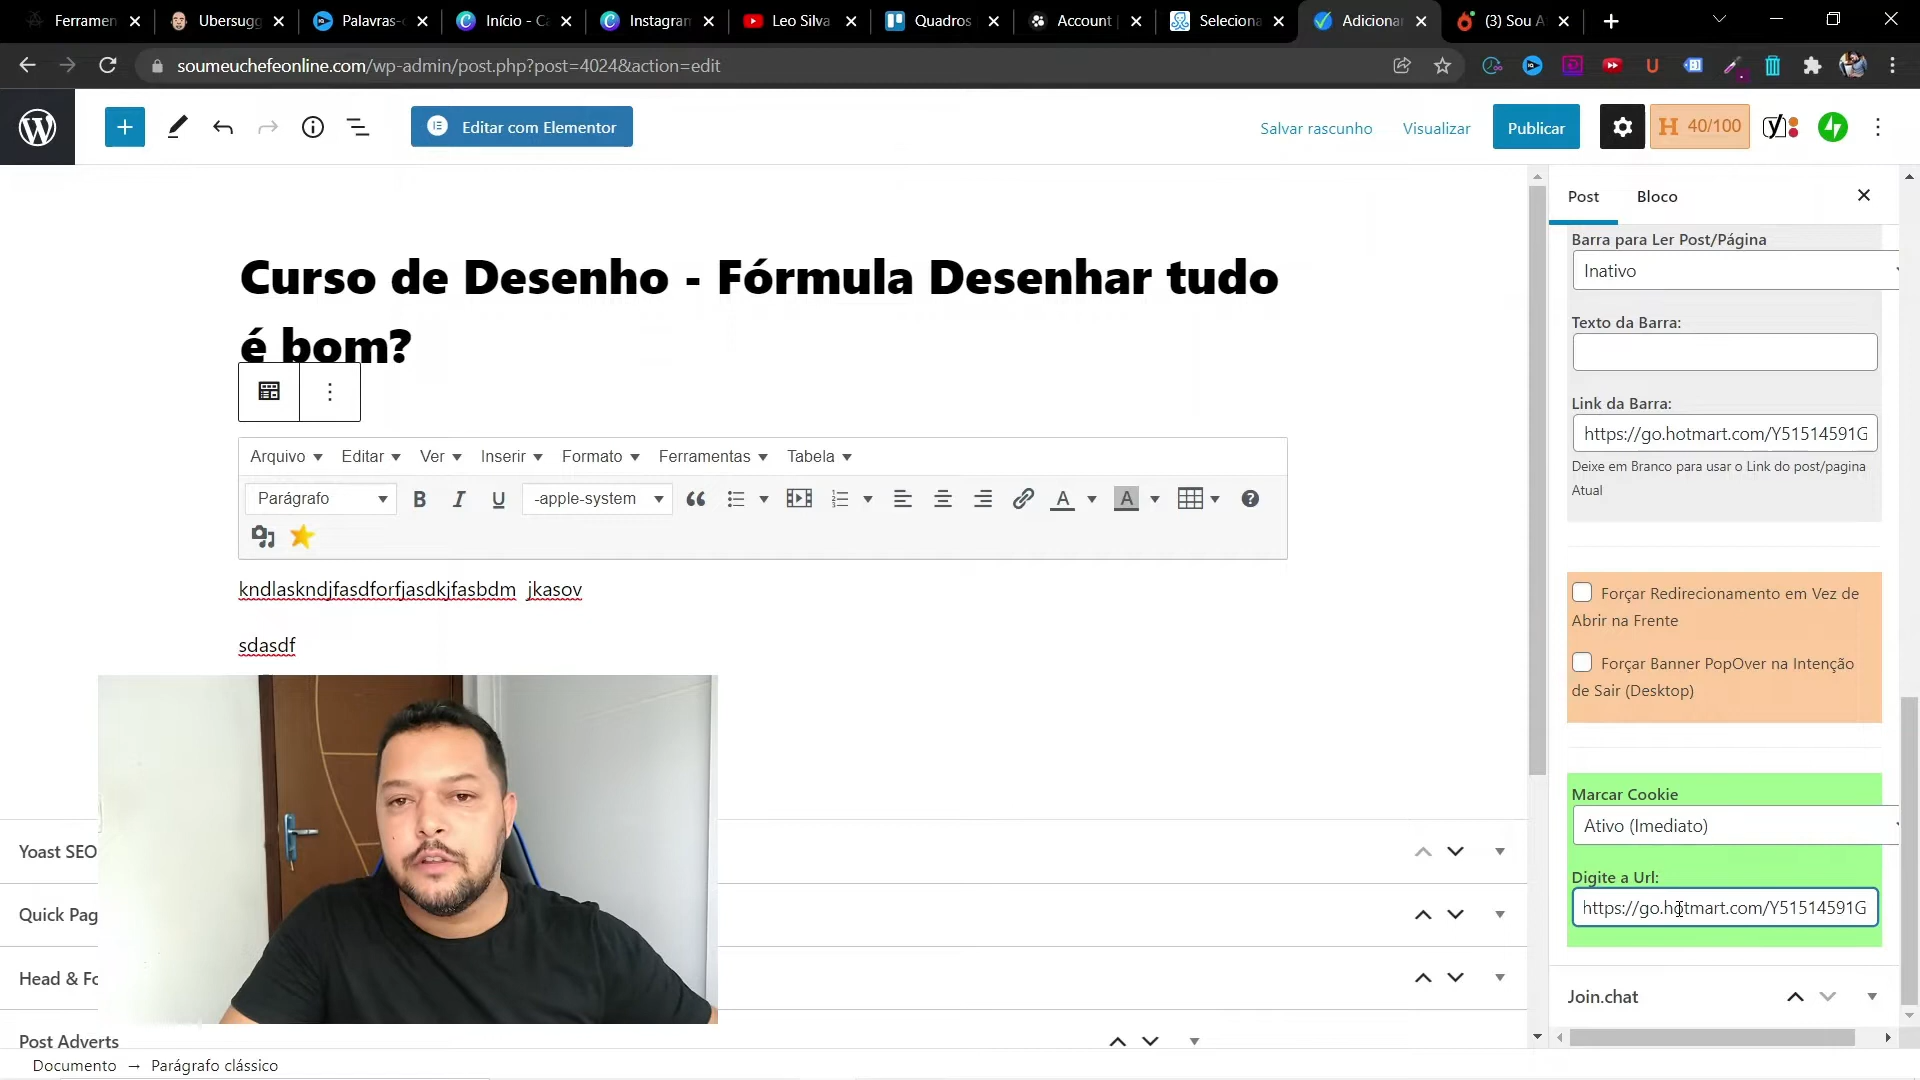 Ferramen
Ubersugg
Palavras-
Início - Ca
Instagram
Leo Silva
Quadros
Account
Seleciona
Adiciona
(3) Sou A
soumeuchefeonline.com/wp-admin/post.php?post=4024&action=edit
Editar com Elementor
Salvar rascunho
Visualizar
Publicar
H 40/100
Post
Bloco
Curso de Desenho - Fórmula Desenhar tudo
é bom?
Arquivo
Editar
Ver
Inserir
Formato
Ferramentas
Tabela
Parágrafo
B
I
U
-apple-system
A
A
kndlaskndjfasdforfjasdkjfasbdm jkasov
sdasdf
Yoast SEO
Quick Pag
Head & Fo
Post Adverts
Documento → Parágrafo clássico
Barra para Ler Post/Página
Inativo
Texto da Barra:
Link da Barra:
https://go.hotmart.com/Y51514591G
Deixe em Branco para usar o Link do post/pagina
Atual
Forçar Redirecionamento em Vez de
Abrir na Frente
Forçar Banner PopOver na Intenção
de Sair (Desktop)
Marcar Cookie
Ativo (Imediato)
Digite a Url:
https://go.hotmart.com/Y51514591G
Join.chat